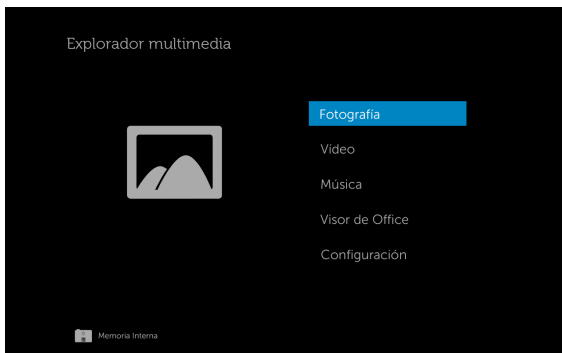 Explorador multimedia
Fotografía
Vídeo
Música
Visor de Office
Configuración
Memoria Interna